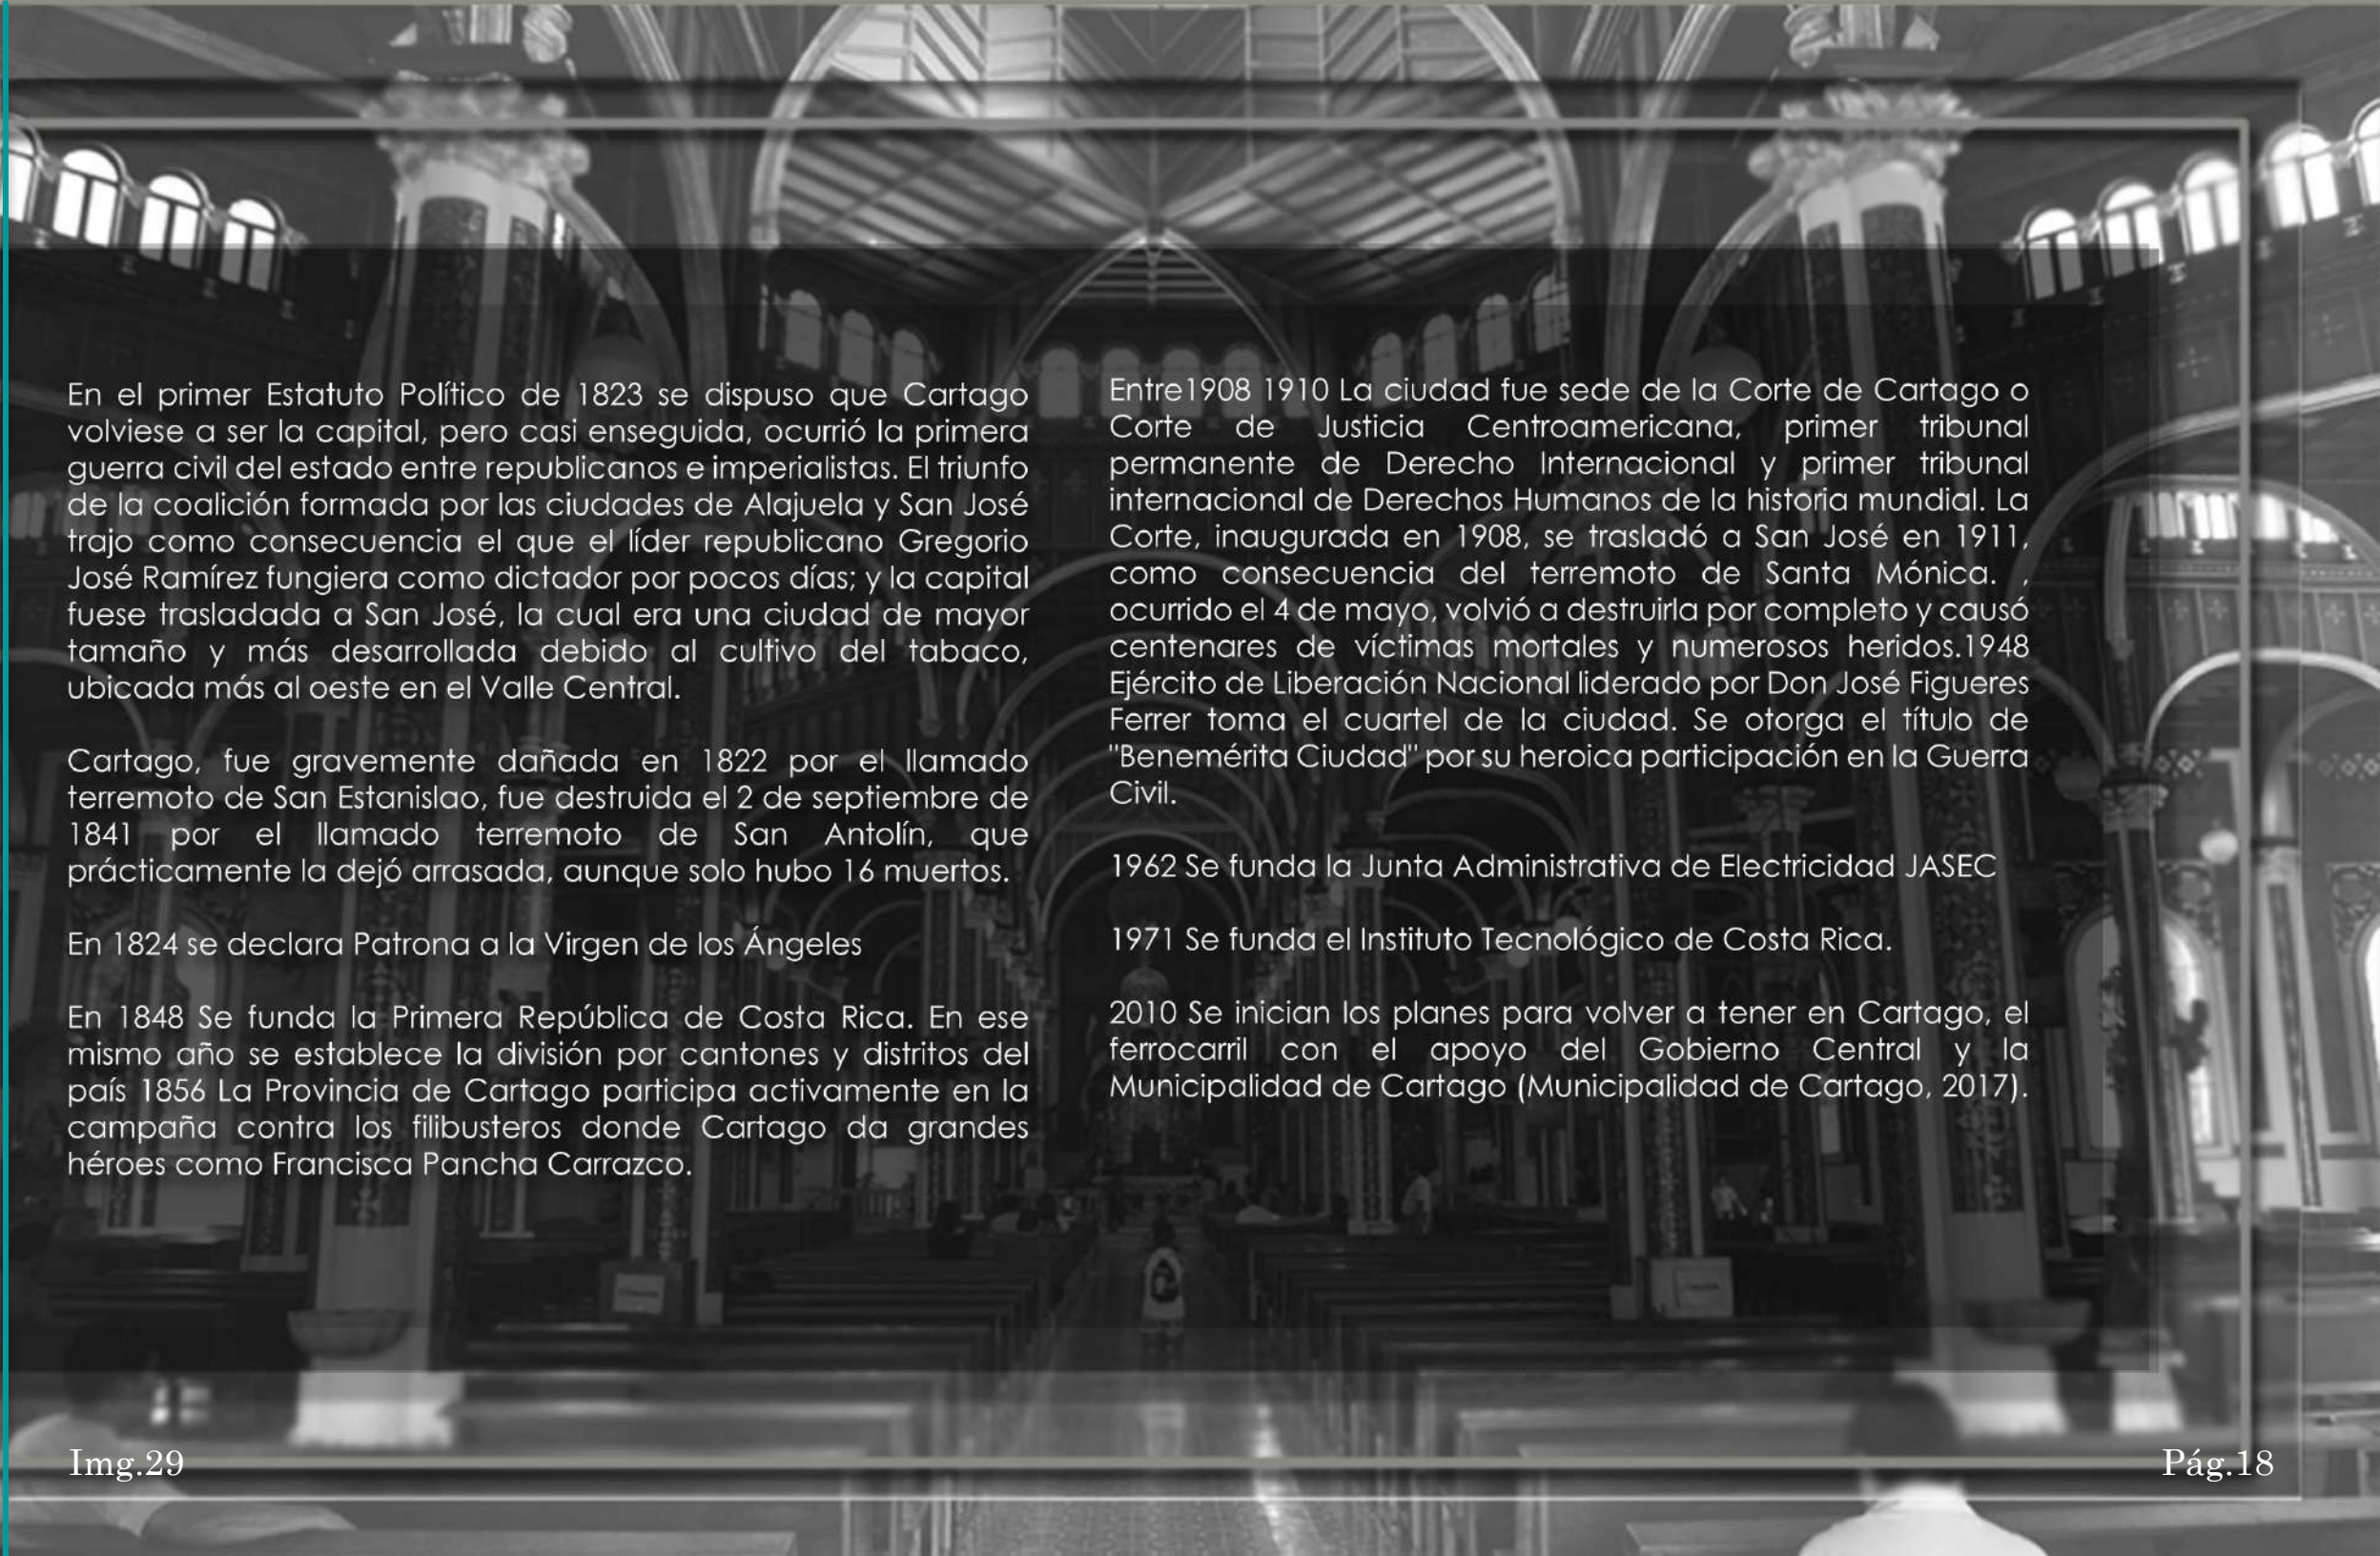 En el primer Estatuto Político de 1823 se dispuso que Cartago
volviese a ser la capital, pero casi enseguida, ocurrió la primera
guerra civil del estado entre republicanos e imperialistas. El triunfo
de la coalición formada por las ciudades de Alajuela y San José
trajo como consecuencia el que el líder republicano Gregorio
José Ramírez fungiera como dictador por pocos días; y la capital
fuese trasladada a San José, la cual era una ciudad de mayor
tamaño y más desarrollada debido al cultivo del tabaco,
ubicada más al oeste en el Valle Central.
Cartago, fue gravemente dañada en 1822 por el llamado
terremoto de San Estanislao, fue destruida el 2 de septiembre de
1841 por el llamado terremoto de San Antolín, que
prácticamente la dejó arrasada, aunque solo hubo 16 muertos.
En 1824 se declara Patrona a la Virgen de los Ángeles
En 1848 Se funda la Primera República de Costa Rica. En ese
mismo año se establece la división por cantones y distritos del
país 1856 La Provincia de Cartago participa activamente en la
campaña contra los filibusteros donde Cartago da grandes
héroes como Francisca Pancha Carrazco.
Entre1908 1910 La ciudad fue sede de la Corte de Cartago o
Corte de Justicia Centroamericana, primer tribunal
permanente de Derecho Internacional y primer tribunal
internacional de Derechos Humanos de la historia mundial. La
Corte, inaugurada en 1908, se trasladó a San José en 1911,
como consecuencia del terremoto de Santa Mónica. ,
ocurrido el 4 de mayo, volvió a destruirla por completo y causó
centenares de víctimas mortales y numerosos heridos.1948
Ejército de Liberación Nacional liderado por Don José Figueres
Ferrer toma el cuartel de la ciudad. Se otorga el título de
"Benemérita Ciudad" por su heroica participación en la Guerra
Civil.
1962 Se funda la Junta Administrativa de Electricidad JASEC
1971 Se funda el Instituto Tecnológico de Costa Rica.
2010 Se inician los planes para volver a tener en Cartago, el
ferrocarril con el apoyo del Gobierno Central y la
Municipalidad de Cartago (Municipalidad de Cartago, 2017).
Img.29
Pág.18